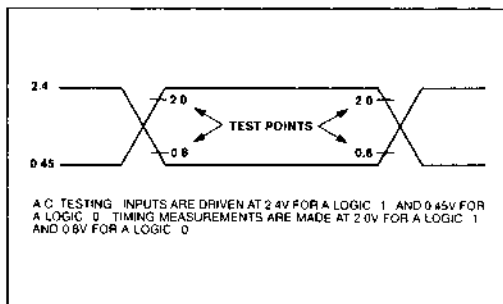 2.4
2.0
2.0
TEST POINTS
0.8
0.8
0.45
A C TESTING INPUTS ARE DRIVEN AT 2.4V FOR A LOGIC 1 AND 0.45V FOR
A LOGIC 0 TIMING MEASUREMENTS ARE MADE AT 2.0V FOR A LOGIC 1
AND 0.8V FOR A LOGIC 0